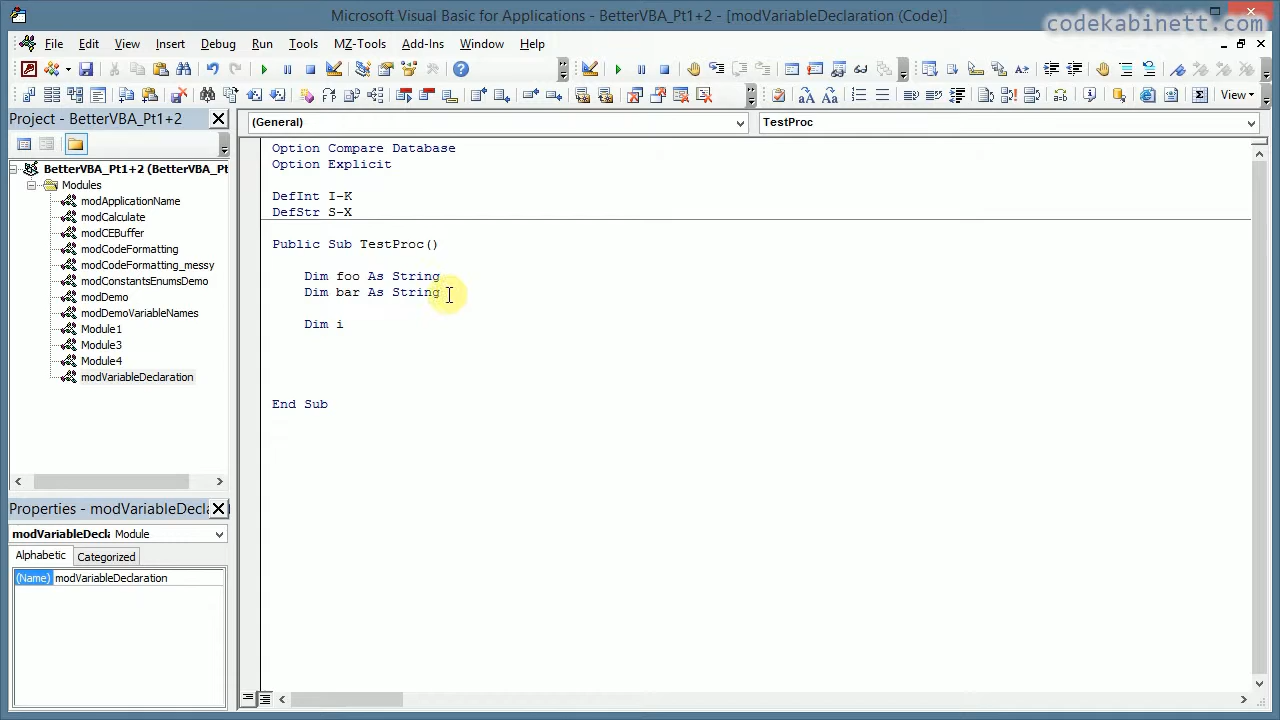 Microsoft Visual Basic for Applications - BetterVBA_Pt1+2 - [modVariableDeclaration (Code)]
codekabinett.com
File Edit View Insert Format Debug Run Tools MZ-Tools Add-Ins Window Help
View
Project - BetterVBA_Pt1+2
(General)
TestProc
BetterVBA_Pt1+2 (BetterVBA_Pt
Modules
modApplicationName
modCalculate
modCEBuffer
modCodeFormatting
modCodeFormatting_messy
modConstantsEnumsDemo
modDemo
modDemoVariableNames
Module1
Module3
Module4
modVariableDeclaration
Option Compare Database
Option Explicit
DefInt I-K
DefStr S-X
Public Sub TestProc()
Dim foo As String
Dim bar As String
Dim i
End Sub
Properties - modVariableDecla
modVariableDecla Module
Alphabetic Categorized
(Name) modVariableDeclaration